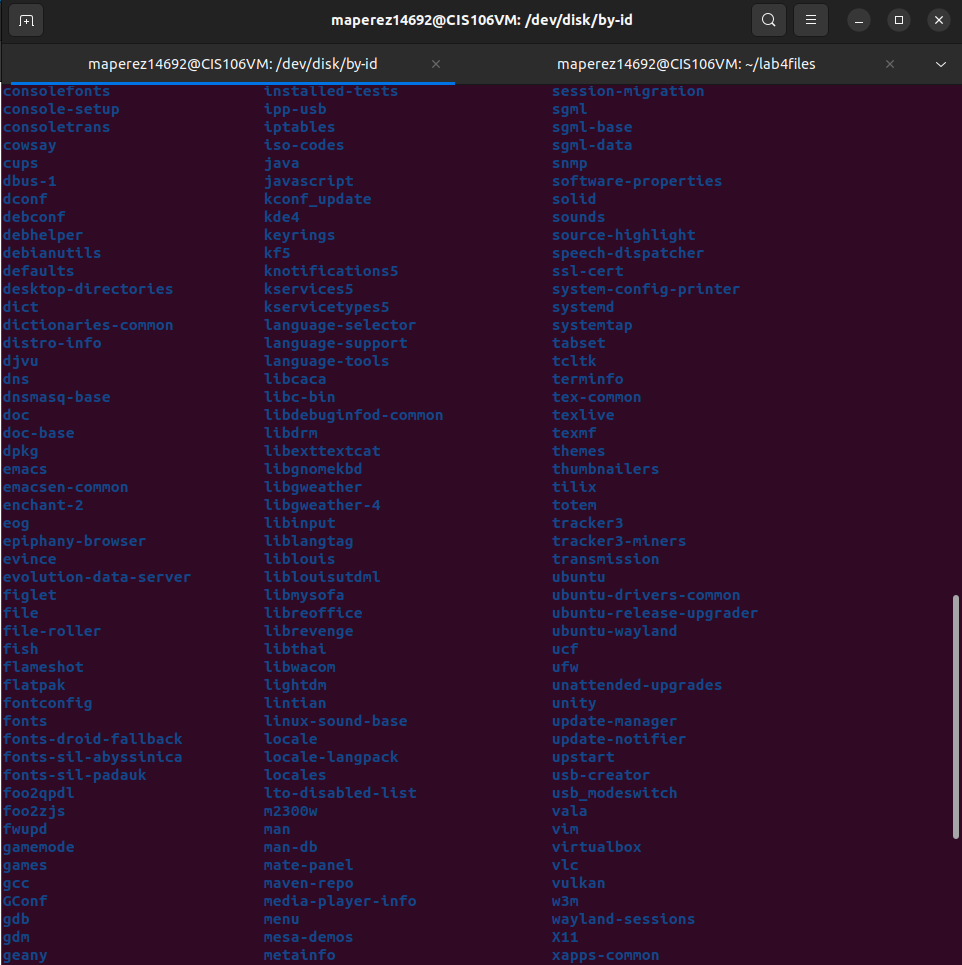 maperez14692@CIS106VM: /dev/disk/by-id
maperez14692@CIS106VM: /dev/disk/by-id × maperez14692@CIS106VM: ~/lab4files ×
consolefonts installed-tests session-migration
console-setup ipp-usb sgml
consoletrans iptables sgml-base
cowsay iso-codes sgml-data
cups java snmp
dbus-1 javascript software-properties
dconf kconf_update solid
debconf kde4 sounds
debhelper keyrings source-highlight
debianutils kf5 speech-dispatcher
defaults knotifications5 ssl-cert
desktop-directories kservices5 system-config-printer
dict kservicetypes5 systemd
dictionaries-common language-selector systemtap
distro-info language-support tabset
djvu language-tools tcltk
dns libcaca terminfo
dnsmasq-base libc-bin tex-common
doc libdebuginfod-common texlive
doc-base libdrm texmf
dpkg libexttextcat themes
emacs libgnomekbd thumbnailers
emacsen-common libgweather tilix
enchant-2 libgweather-4 totem
eog libinput tracker3
epiphany-browser liblangtag tracker3-miners
evince liblouis transmission
evolution-data-server liblouisutdml ubuntu
figlet libmysofa ubuntu-drivers-common
file libreoffice ubuntu-release-upgrader
file-roller librevenge ubuntu-wayland
fish libthai ucf
flameshot libwacom ufw
flatpak lightdm unattended-upgrades
fontconfig lintian unity
fonts linux-sound-base update-manager
fonts-droid-fallback locale update-notifier
fonts-sil-abyssinica locale-langpack upstart
fonts-sil-padauk locales usb-creator
foo2qpdl lto-disabled-list usb_modeswitch
foo2zjs m2300w vala
fwupd man vim
gamemode man-db virtualbox
games mate-panel vlc
gcc maven-repo vulkan
GConf media-player-info w3m
gdb menu wayland-sessions
gdm mesa-demos X11
geany metainfo xapps-common